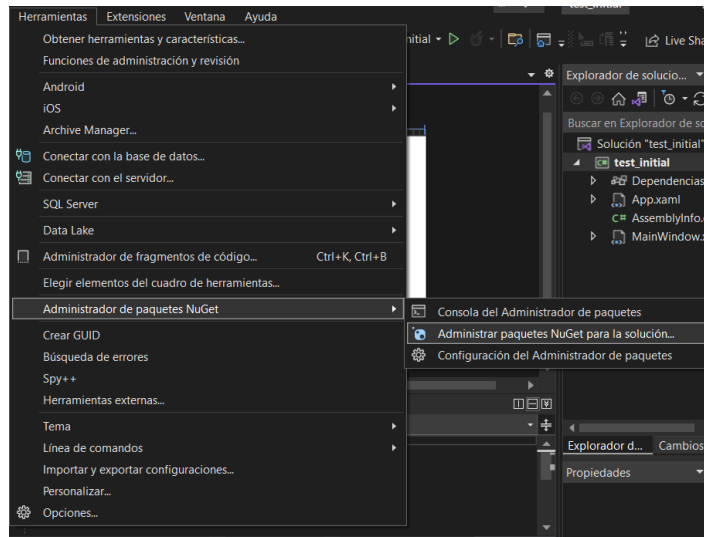 Herramientas Extensiones Ventana Ayuda
Obtener herramientas y características...
Funciones de administración y revisión
Android
iOS
Archive Manager...
Conectar con la base de datos...
Conectar con el servidor...
SQL Server
Data Lake
Administrador de fragmentos de código... Ctrl+K, Ctrl+B
Elegir elementos del cuadro de herramientas...
Administrador de paquetes NuGet
Crear GUID
Búsqueda de errores
Spy++
Herramientas externas...
Tema
Línea de comandos
Importar y exportar configuraciones...
Personalizar...
Opciones...
Consola del Administrador de paquetes
Administrar paquetes NuGet para la solución...
Configuración del Administrador de paquetes
nitial
Live Sha
Explorador de solucio...
Buscar en Explorador de so
Solución "test_initial"
test_initial
Dependencias
App.xaml
C# AssemblyInfo.
MainWindow.
Explorador d... Cambios
Propiedades